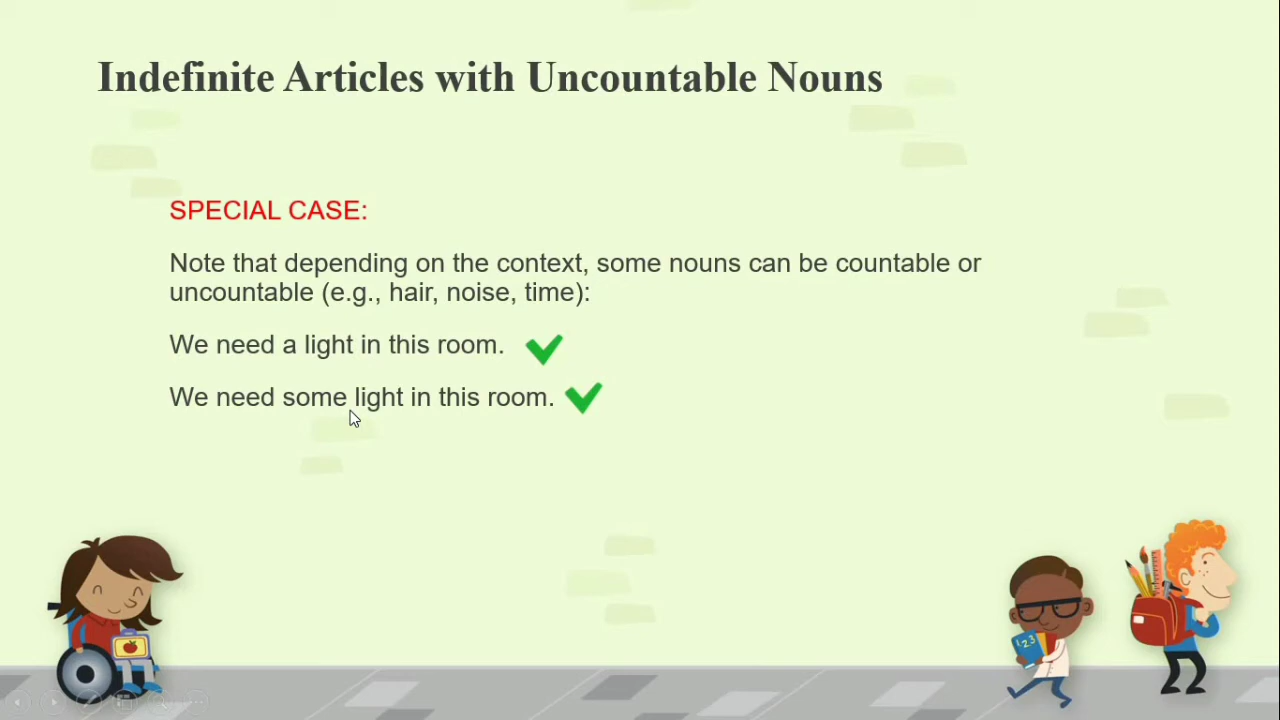 Indefinite Articles with Uncountable Nouns
SPECIAL CASE:
Note that depending on the context, some nouns can be countable or
uncountable (e.g., hair, noise, time):
We need a light in this room.
We need some light in this room.
123